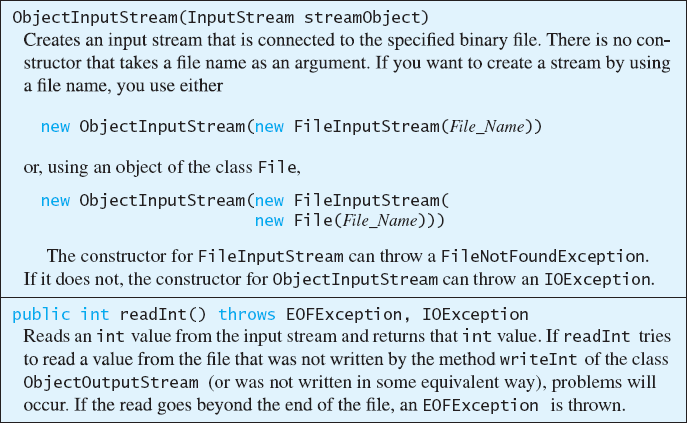 ObjectInputStream(InputStream streamObject)
Creates an input stream that is connected to the specified binary file. There is no con-
structor that takes a file name as an argument. If you want to create a stream by using
a file name, you use either
new ObjectInputStream(new FileInputStream(File_Name))
or, using an object of the class File,
new ObjectInputStream(new FileInputStream(
new File(File_Name)))
The constructor for FileInputStream can throw a FileNotFoundException.
If it does not, the constructor for ObjectInputStream can throw an IOException.
public int readInt() throws EOFException, IOException
Reads an int value from the input stream and returns that int value. If readInt tries
to read a value from the file that was not written by the method writeInt of the class
ObjectOutputStream (or was not written in some equivalent way), problems will
occur. If the read goes beyond the end of the file, an EOFException is thrown.